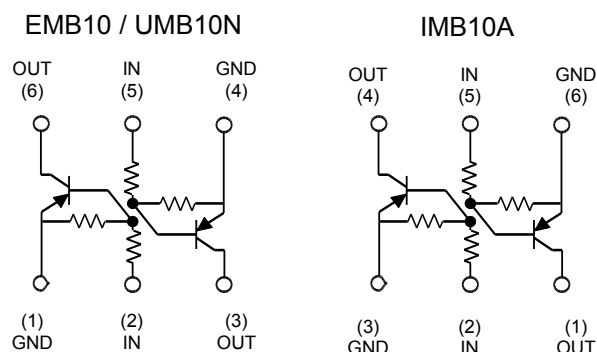 EMB10 / UMB10N
IMB10A
OUT IN GND
(6) (5) (4)
OUT IN GND
(4) (5) (6)
(1) (2) (3)
GND IN OUT
(3) (2) (1)
GND IN OUT